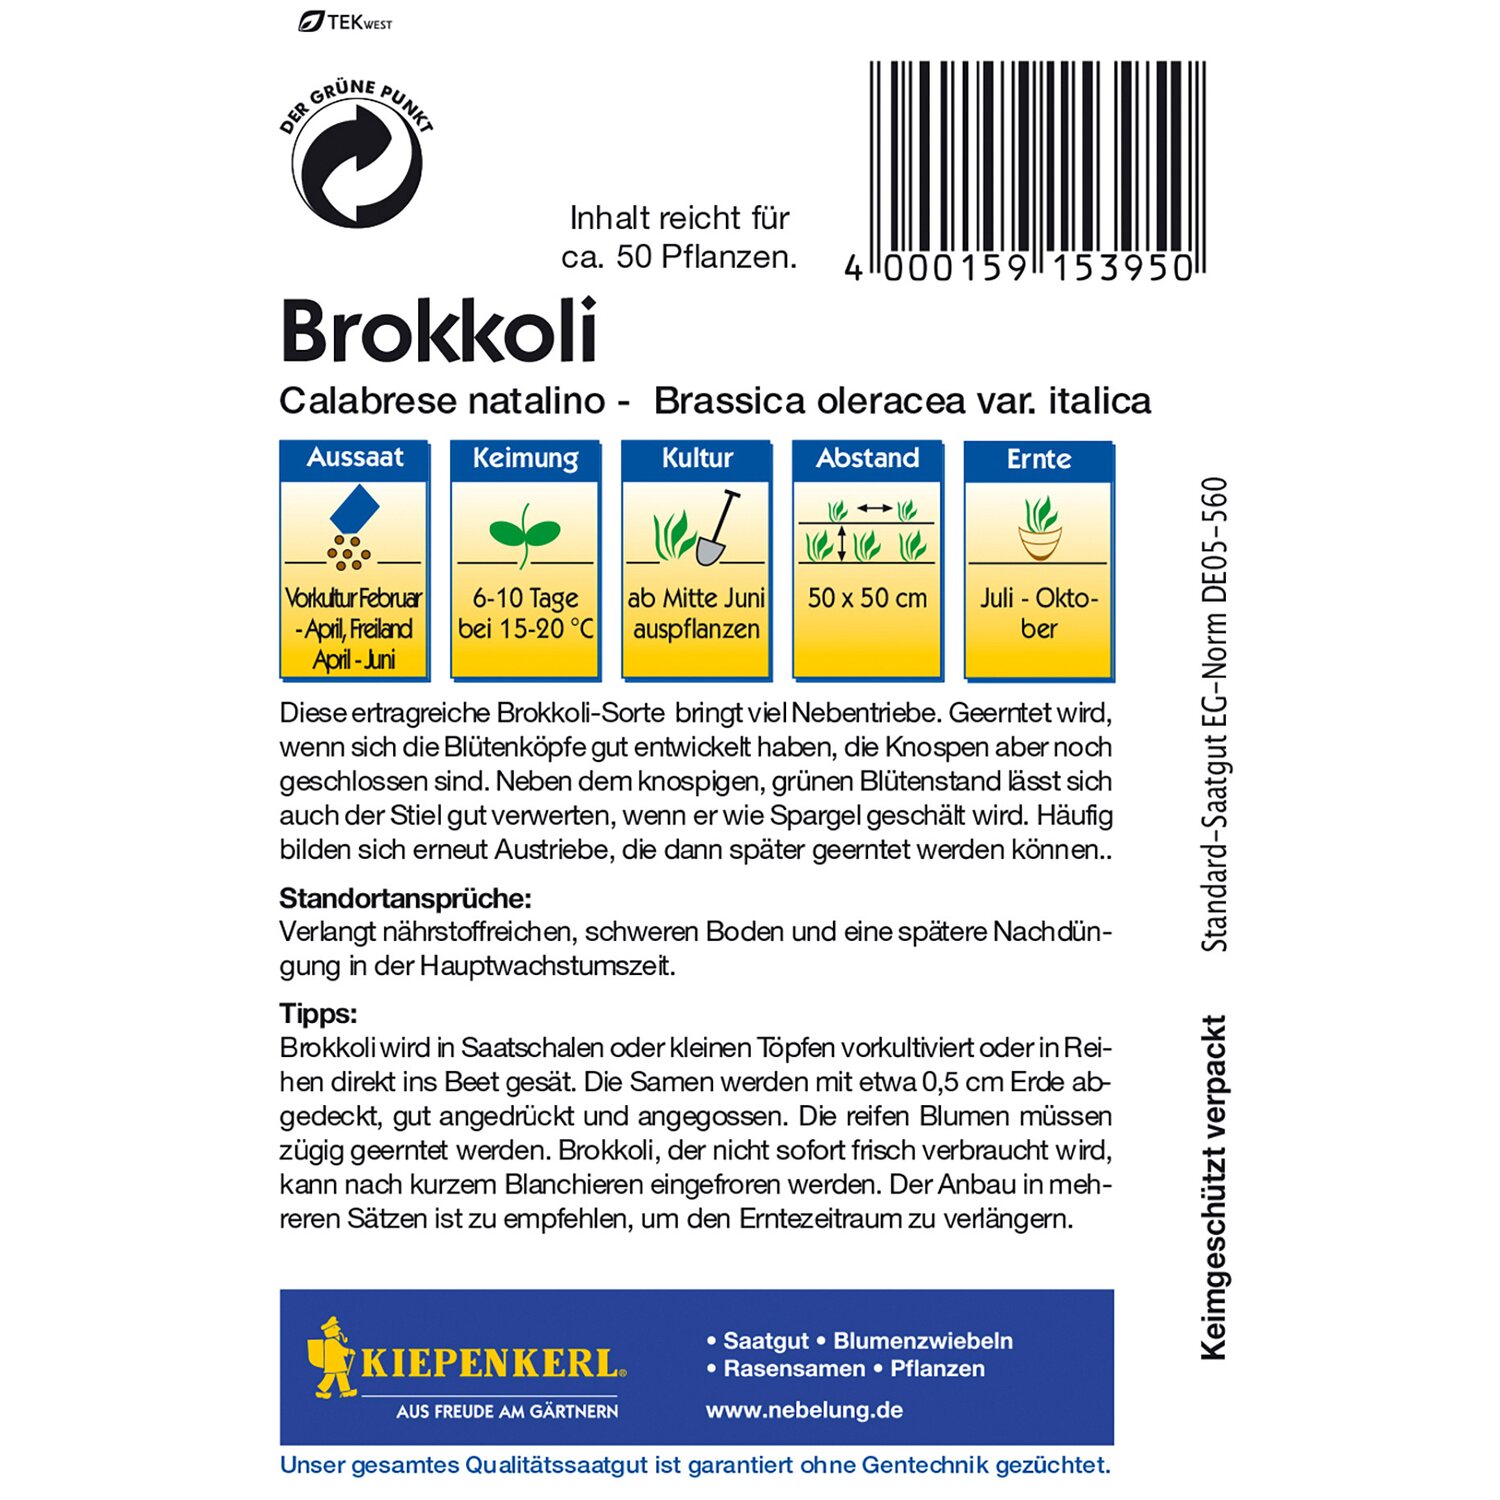 TEKWEST
DER GRÜNE PUNKT
Inhalt reicht für
ca. 50 Pflanzen.
4 000159 153950
Brokkoli
Calabrese natalino - Brassica oleracea var. italica
Aussaat
Vorkultur Februar
- April, Freiland
April - Juni
Keimung
6-10 Tage
bei 15-20 °C
Kultur
ab Mitte Juni
auspflanzen
Abstand
50 x 50 cm
Ernte
Juli - Okto-
ber
Diese ertragreiche Brokkoli-Sorte bringt viel Nebentriebe. Geerntet wird,
wenn sich die Blütenköpfe gut entwickelt haben, die Knospen aber noch
geschlossen sind. Neben dem knospigen, grünen Blütenstand lässt sich
auch der Stiel gut verwerten, wenn er wie Spargel geschält wird. Häufig
bilden sich erneut Austriebe, die dann später geerntet werden können..
Standortansprüche:
Verlangt nährstoffreichen, schweren Boden und eine spätere Nachdün-
gung in der Hauptwachstumszeit.
Tipps:
Brokkoli wird in Saatschalen oder kleinen Töpfen vorkultiviert oder in Rei-
hen direkt ins Beet gesät. Die Samen werden mit etwa 0,5 cm Erde ab-
gedeckt, gut angedrückt und angegossen. Die reifen Blumen müssen
zügig geerntet werden. Brokkoli, der nicht sofort frisch verbraucht wird,
kann nach kurzem Blanchieren eingefroren werden. Der Anbau in meh-
reren Sätzen ist zu empfehlen, um den Erntezeitraum zu verlängern.
Keimgeschützt verpackt Standard-Saatgut EG-Norm DE05-560
KIEPENKERL®
AUS FREUDE AM GÄRTNERN
• Saatgut • Blumenzwiebeln
• Rasensamen • Pflanzen
www.nebelung.de
Unser gesamtes Qualitätssaatgut ist garantiert ohne Gentechnik gezüchtet.